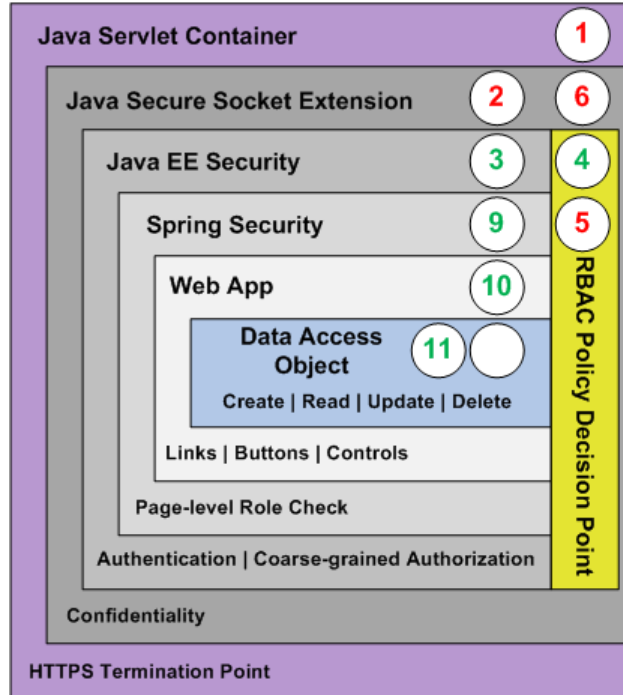 Java Servlet Container 1
Java Secure Socket Extension 2 6
Java EE Security 3 4
Spring Security 9 5
Web App 10
Data Access
Object 11
Create | Read | Update | Delete
Links | Buttons | Controls
Page-level Role Check
Authentication | Coarse-grained Authorization
Confidentiality
HTTPS Termination Point
RBAC Policy Decision Point